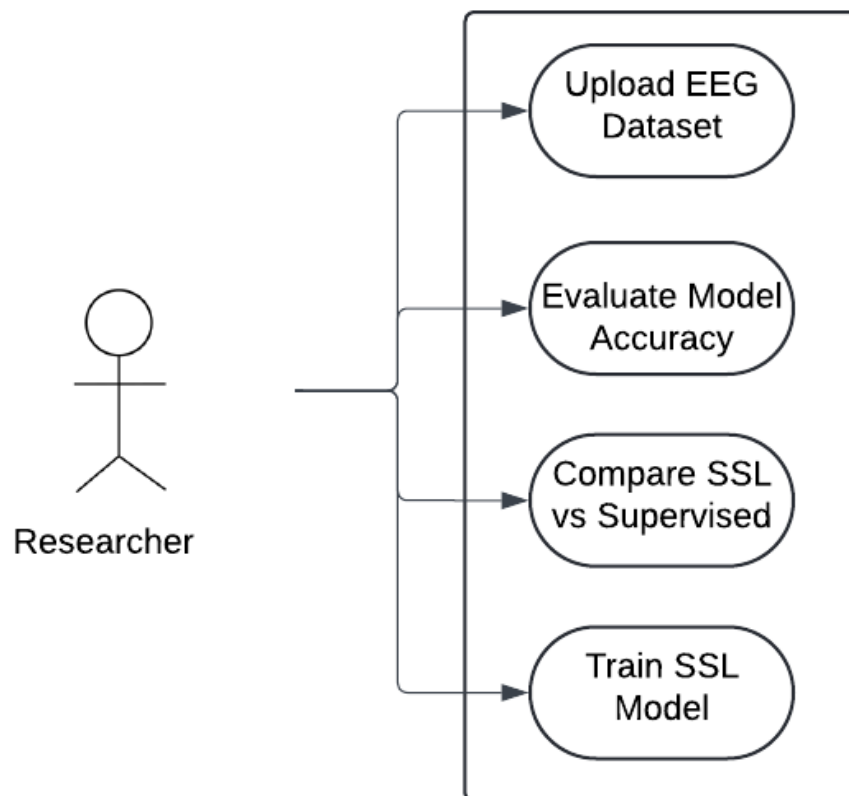 Upload EEG
Dataset
Evaluate Model
Accuracy
Compare SSL
vs Supervised
Researcher
Train SSL
Model